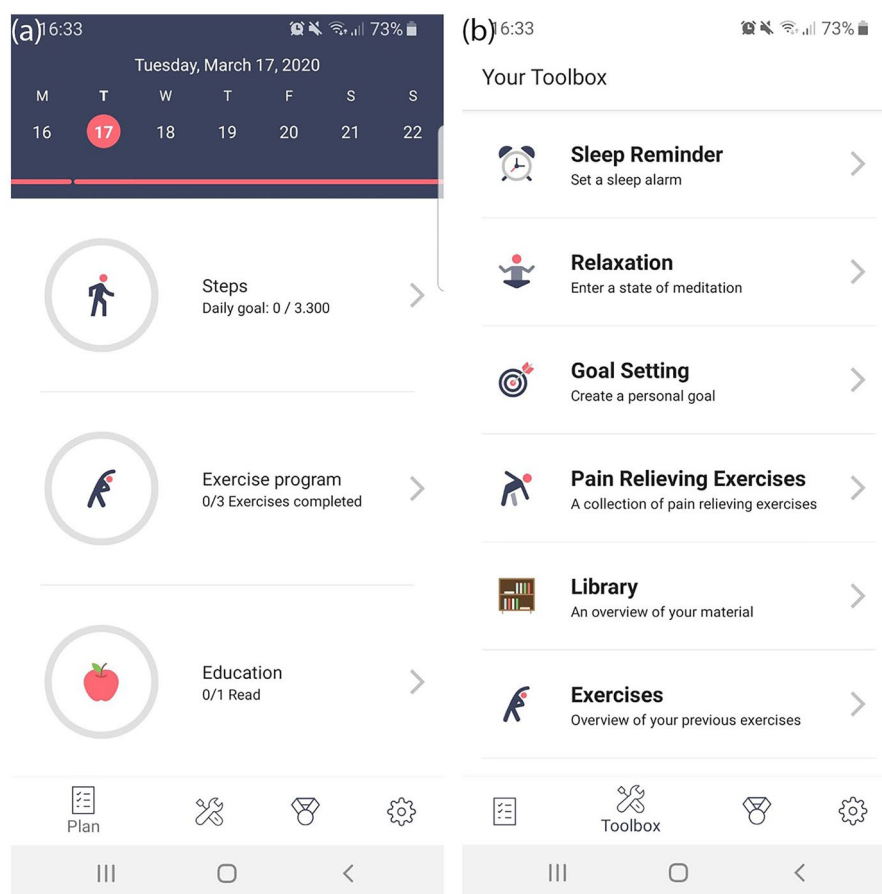 (a)16:33
73%
Tuesday, March 17, 2020
M T W T F S S
16 17 18 19 20 21 22
Steps
Daily goal: 0 / 3.300
Exercise program
0/3 Exercises completed
Education
0/1 Read
Plan
(b)6:33
73%
Your Toolbox
Sleep Reminder
Set a sleep alarm
Relaxation
Enter a state of meditation
Goal Setting
Create a personal goal
Pain Relieving Exercises
A collection of pain relieving exercises
Library
An overview of your material
Exercises
Overview of your previous exercises
Toolbox